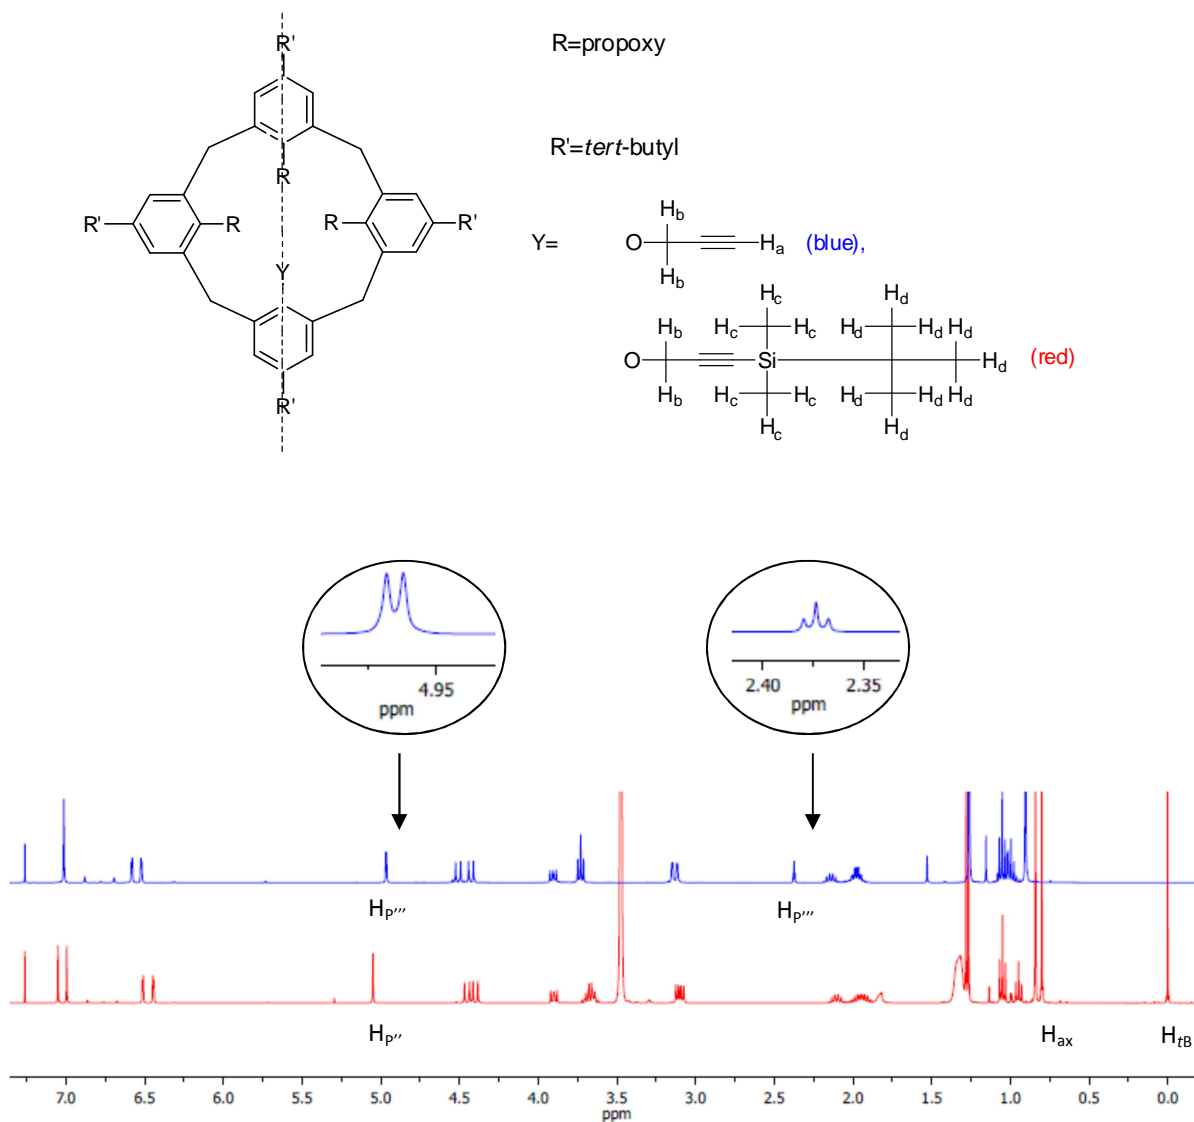 R'
R=propoxy
R'=tert-butyl
R
R'
R
R
R'
Y
R'
Y=
Hb
O
Ha
(blue),
Hb
Hc
Hd
Hb
Hc
Hc
Hd
Hd
Hd
O
Si
Hd
(red)
Hb
Hc
Hc
Hd
Hd
Hd
Hc
Hd
4.95
ppm
2.40
2.35
ppm
HP'''
HP'''
HP''
Hax
HtB
7.0
6.5
6.0
5.5
5.0
4.5
4.0
3.5
3.0
2.5
2.0
1.5
1.0
0.5
0.0
ppm